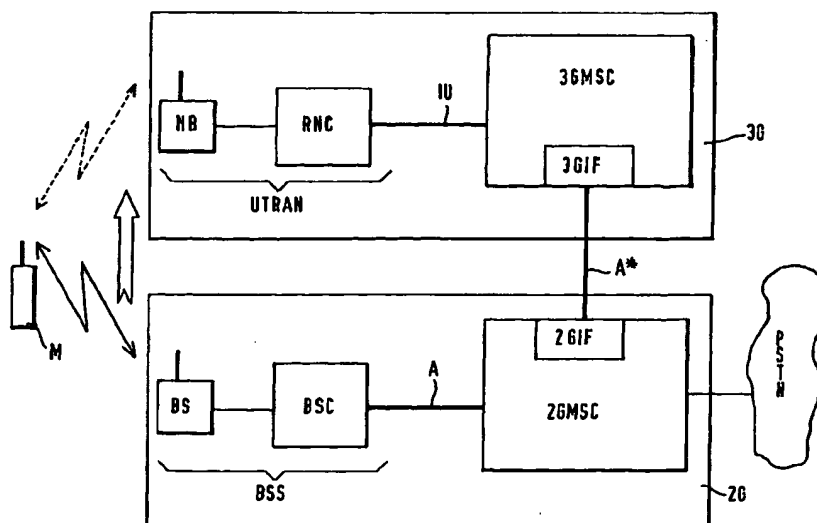 3GMSC
IU
NB
RNC
3G
3GIF
UTRAN
A*
M
2GIF
A
PSTN
BS
BSC
2GMSC
BSS
2G